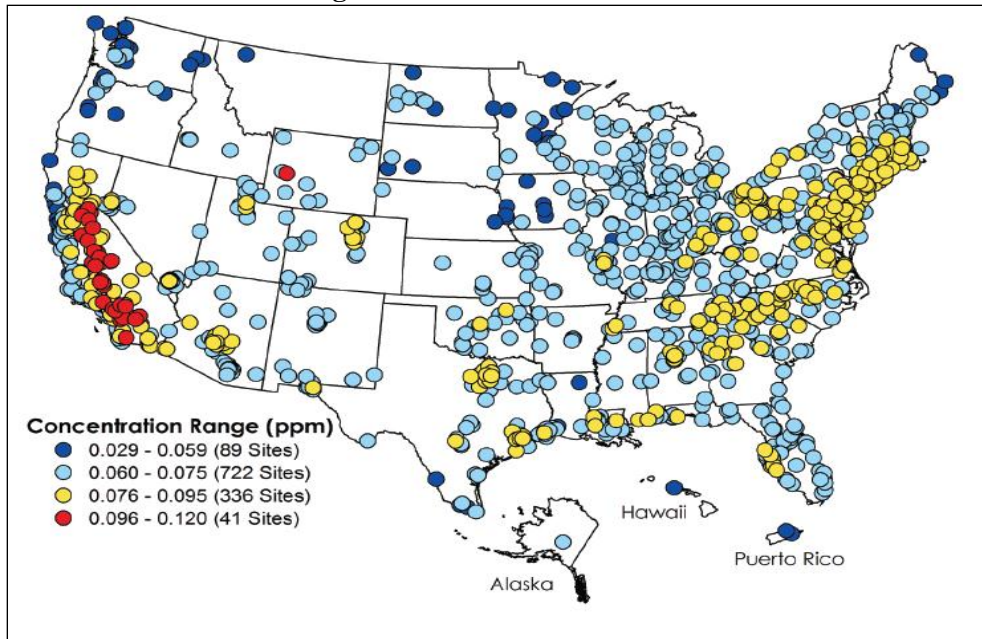 Concentration Range (ppm)
0.029 - 0.059 (89 Sites)
0.060 - 0.075 (722 Sites)
0.076 - 0.095 (336 Sites)
0.096 - 0.120 (41 Sites)
Hawaii
Puerto Rico
Alaska